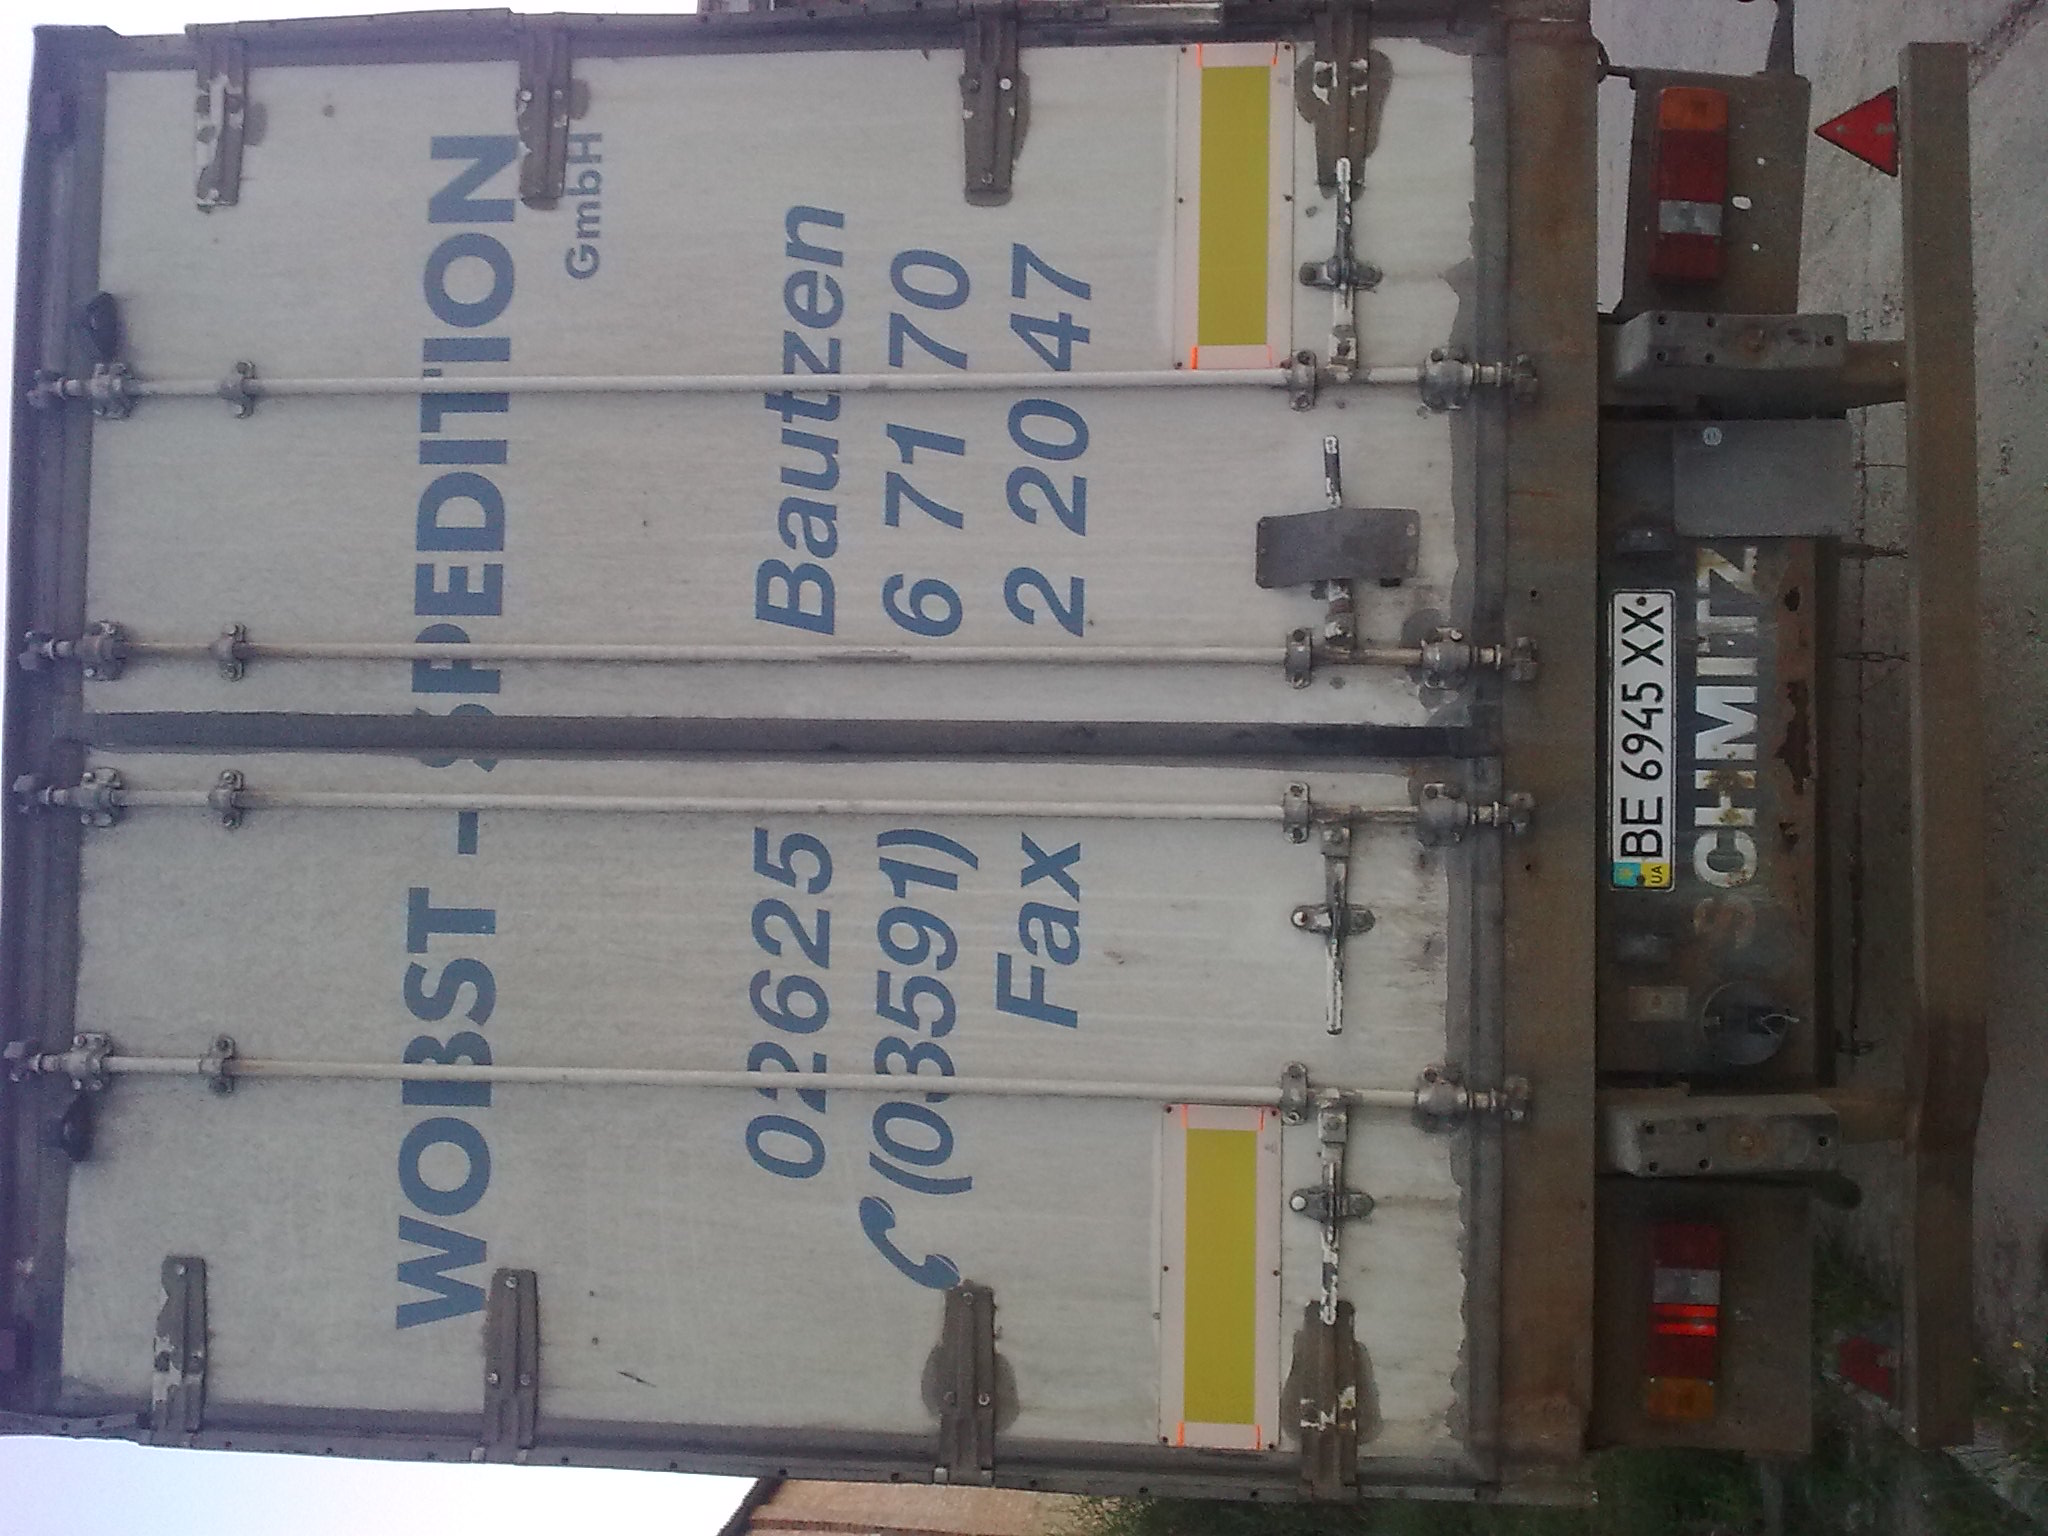 WOBST - SPEDITION
GmbH
02625 Bautzen
(03591) 6 71 70
Fax 2 20 47
UA BE 6945 XX
SCHMITZ